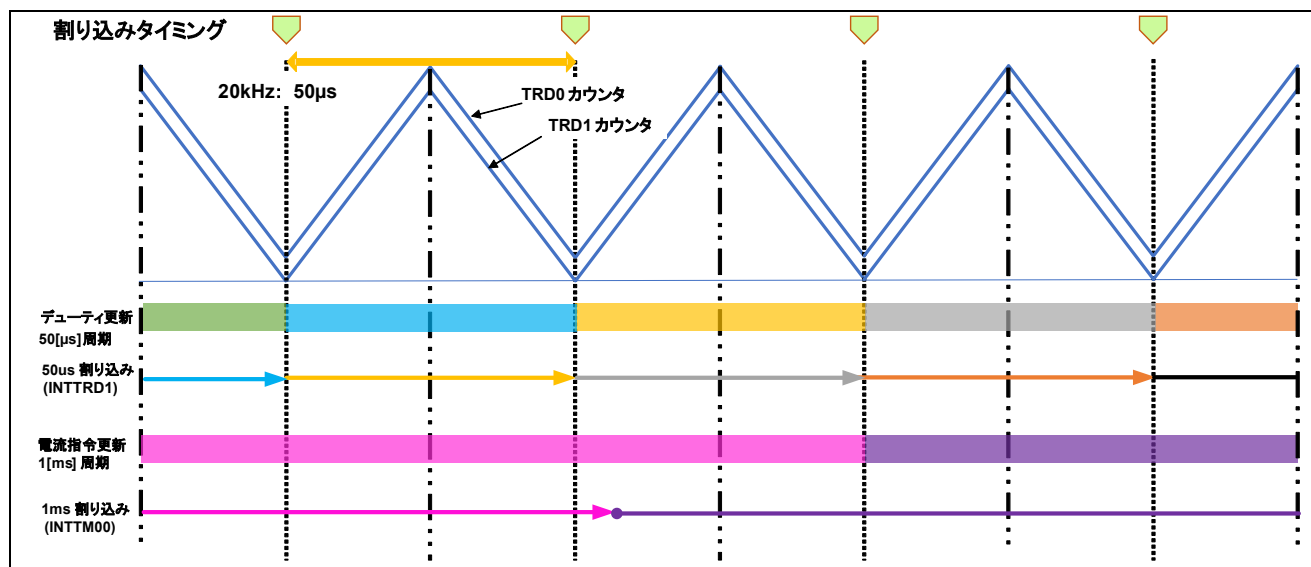 割り込みタイミング
20kHz: 50µs
TRD0 カウンタ
TRD1 カウンタ
デューティ更新
50[µs]周期
50us 割り込み
(INTTRD1)
電流指令更新
1[ms] 周期
1ms 割り込み
(INTTM00)